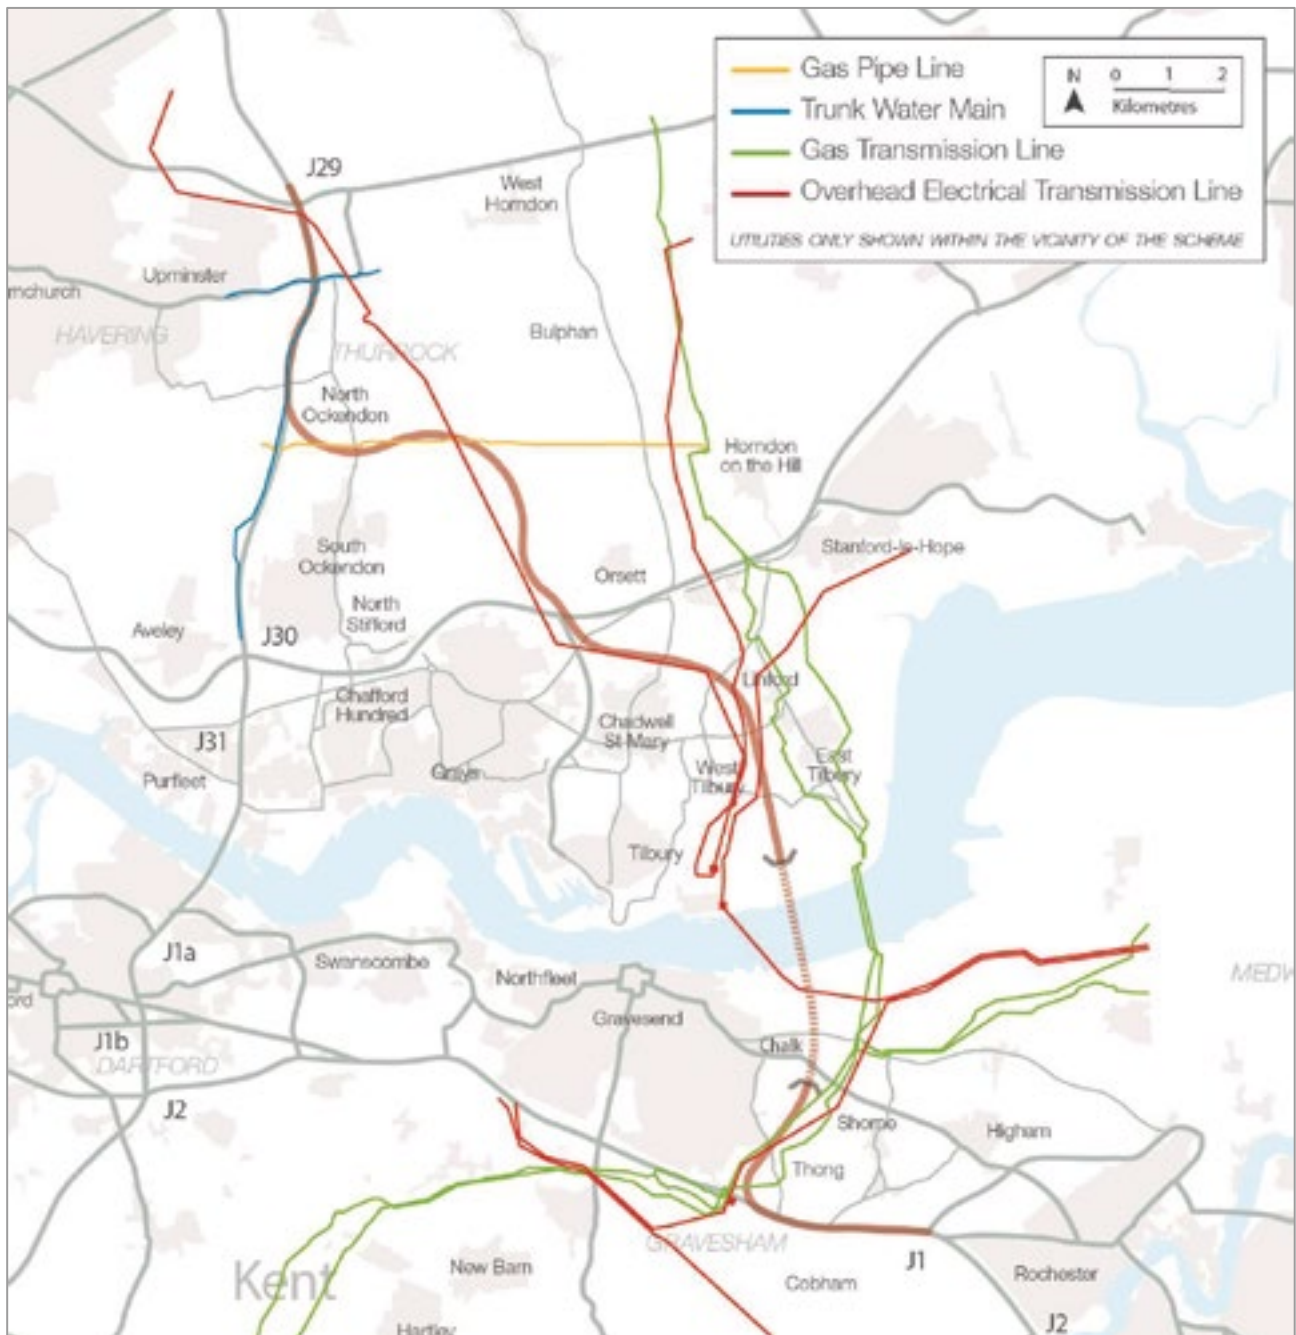 Gas Pipe Line
Trunk Water Main
Gas Transmission Line
Overhead Electrical Transmission Line
UTILITIES ONLY SHOWN WITHIN THE VICINITY OF THE SCHEME
N
0 1 2
Kilometres
J29
West
Horndon
Upminster
rnchurch
HAVERING
THURROCK
Bulphan
North
Ockendon
Horndon
on the Hill
South
Ockendon
Stanford-le-Hope
Orsett
North
Stifford
Aveley
J30
Linford
Chafford
Hundred
Chadwell
St Mary
J31
Purfleet
Grays
West
Tilbury
East
Tilbury
Tilbury
J1a
Swanscombe
Northfleet
MEDW
ord
Gravesend
J1b
Chalk
DARTFORD
J2
Shorne
Higham
Thong
GRAVESHAM
J1
Kent
New Barn
Cobham
Rochester
J2
Hartley